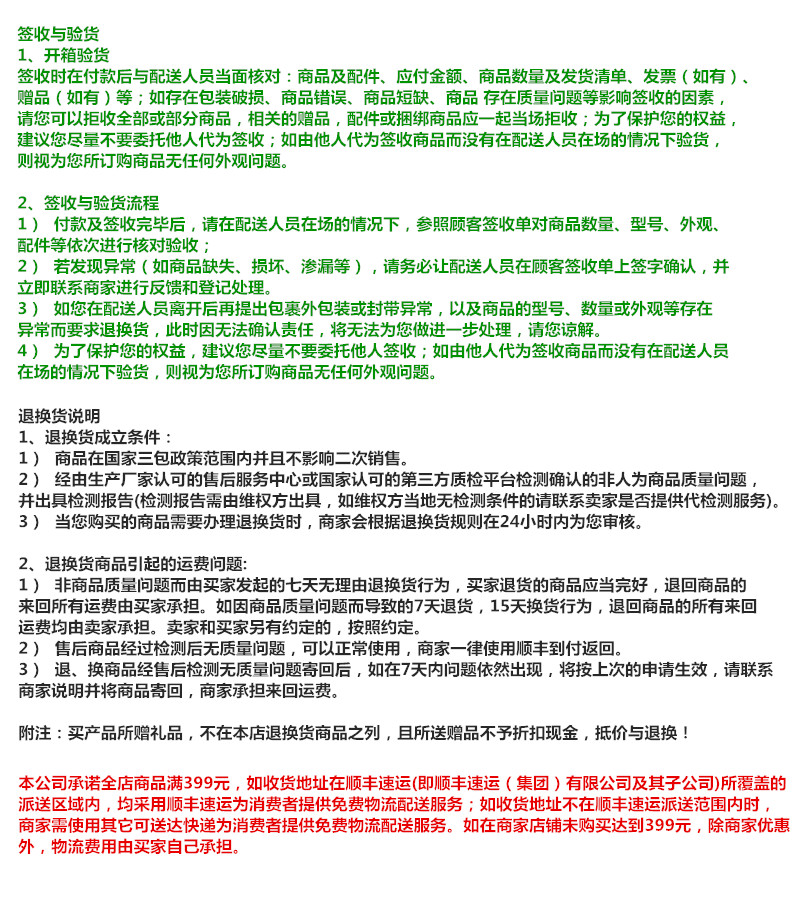 签收与验货
1、开箱验货
签收时在付款后与配送人员当面核对：商品及配件、应付金额、商品数量及发货清单、发票（如有）、
赠品（如有）等；如存在包装破损、商品错误、商品短缺、商品 存在质量问题等影响签收的因素，
请您可以拒收全部或部分商品，相关的赠品，配件或捆绑商品应一起当场拒收；为了保护您的权益，
建议您尽量不要委托他人代为签收；如由他人代为签收商品而没有在配送人员在场的情况下验货，
则视为您所订购商品无任何外观问题。
2、签收与验货流程
1） 付款及签收完毕后，请在配送人员在场的情况下，参照顾客签收单对商品数量、型号、外观、
配件等依次进行核对验收；
2） 若发现异常（如商品缺失、损坏、渗漏等），请务必让配送人员在顾客签收单上签字确认，并
立即联系商家进行反馈和登记处理。
3） 如您在配送人员离开后再提出包裹外包装或封带异常，以及商品的型号、数量或外观等存在
异常而要求退换货，此时因无法确认责任，将无法为您做进一步处理，请您谅解。
4） 为了保护您的权益，建议您尽量不要委托他人签收；如由他人代为签收商品而没有在配送人员
在场的情况下验货，则视为您所订购商品无任何外观问题。
退换货说明
1、退换货成立条件：
1） 商品在国家三包政策范围内并且不影响二次销售。
2） 经由生产厂家认可的售后服务中心或国家认可的第三方质检平台检测确认的非人为商品质量问题，
并出具检测报告(检测报告需由维权方出具，如维权方当地无检测条件的请联系卖家是否提供代检测服务)。
3） 当您购买的商品需要办理退换货时，商家会根据退换货规则在24小时内为您审核。
2、退换货商品引起的运费问题:
1） 非商品质量问题而由买家发起的七天无理由退换货行为，买家退货的商品应当完好，退回商品的
来回所有运费由买家承担。如因商品质量问题而导致的7天退货，15天换货行为，退回商品的所有来回
运费均由卖家承担。卖家和买家另有约定的，按照约定。
2） 售后商品经过检测后无质量问题，可以正常使用，商家一律使用顺丰到付返回。
3） 退、换商品经售后检测无质量问题寄回后，如在7天内问题依然出现，将按上次的申请生效，请联系
商家说明并将商品寄回，商家承担来回运费。
附注：买产品所赠礼品，不在本店退换货商品之列，且所送赠品不予折扣现金，抵价与退换！
本公司承诺全店商品满399元，如收货地址在顺丰速运(即顺丰速运（集团）有限公司及其子公司)所覆盖的
派送区域内，均采用顺丰速运为消费者提供免费物流配送服务；如收货地址不在顺丰速运派送范围内时，
商家需使用其它可送达快递为消费者提供免费物流配送服务。如在商家店铺未购买达到399元，除商家优惠
外，物流费用由买家自己承担。